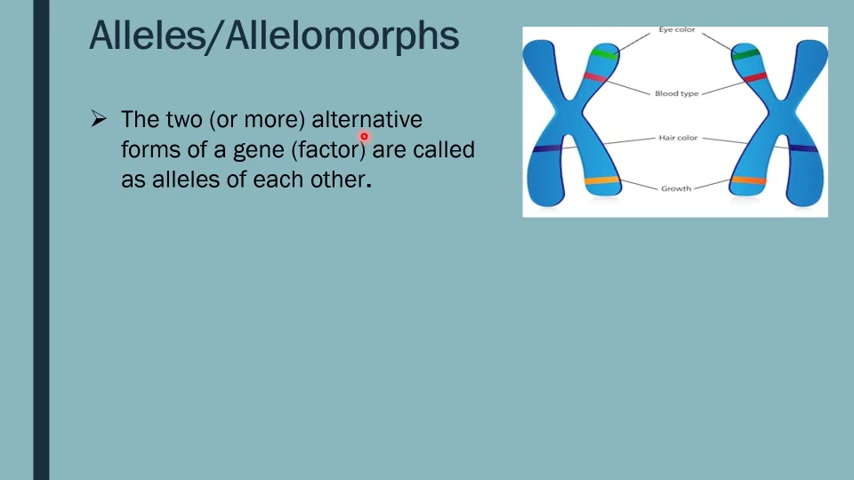 Alleles/Allelomorphs
The two (or more) alternative
forms of a gene (factor) are called
as alleles of each other.
Eye color
Blood type
Hair color
Growth